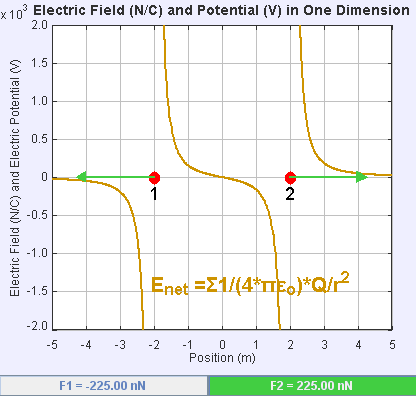 x 10³ Electric Field (N/C) and Potential (V) in One Dimension
Electric Field (N/C) and Electric Potential (V)
2.0
1.5
1.0
0.5
0
-0.5
-1.0
-1.5
-2.0
1
2
Enet =Σ1/(4*πεo)*Q/r²
-5 -4 -3 -2 -1 0 1 2 3 4 5
Position (m)
F1 = -225.00 nN F2 = 225.00 nN